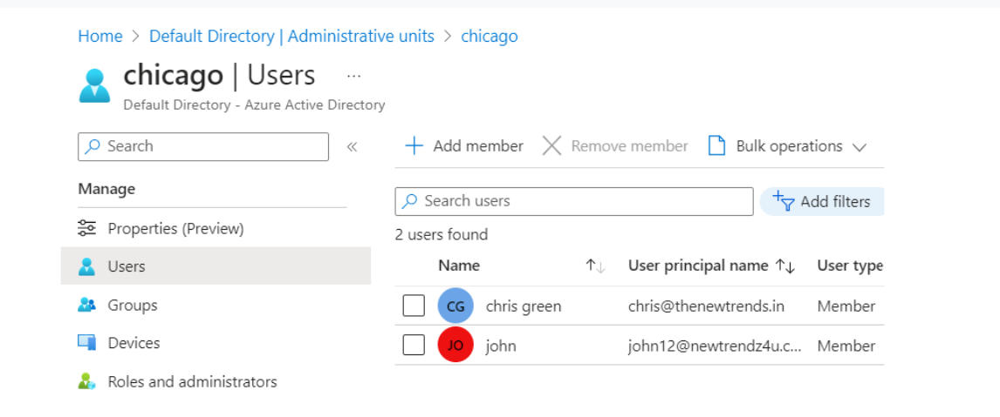 Home > Default Directory | Administrative units > chicago
chicago | Users ...
Default Directory - Azure Active Directory
Search
«
Add member
Remove member
Bulk operations
Manage
Search users
Add filters
Properties (Preview)
2 users found
Users
Name ↑↓ User principal name ↑↓ User type
Groups
CG chris green chris@thenewtrends.in Member
Devices
JO john john12@newtrendz4u.c... Member
Roles and administrators